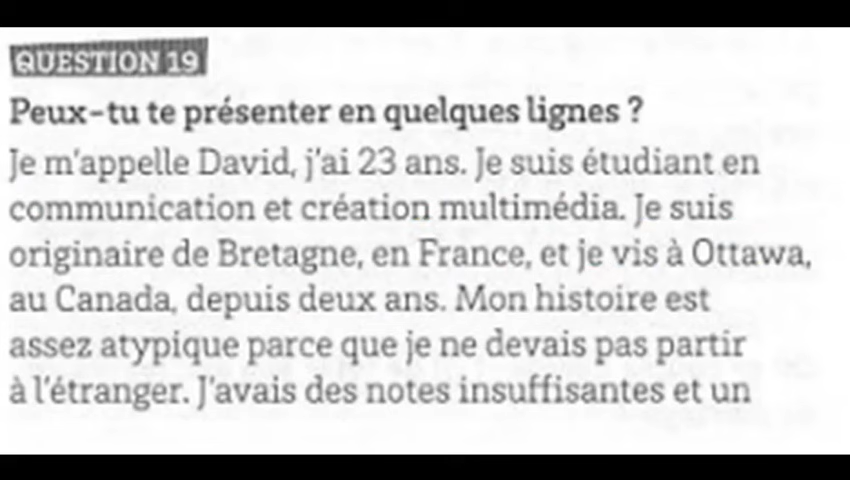 QUESTION 19
Peux-tu te présenter en quelques lignes ?
Je m'appelle David, j'ai 23 ans. Je suis étudiant en
communication et création multimédia. Je suis
originaire de Bretagne, en France, et je vis à Ottawa,
au Canada, depuis deux ans. Mon histoire est
assez atypique parce que je ne devais pas partir
à l'étranger. J'avais des notes insuffisantes et un